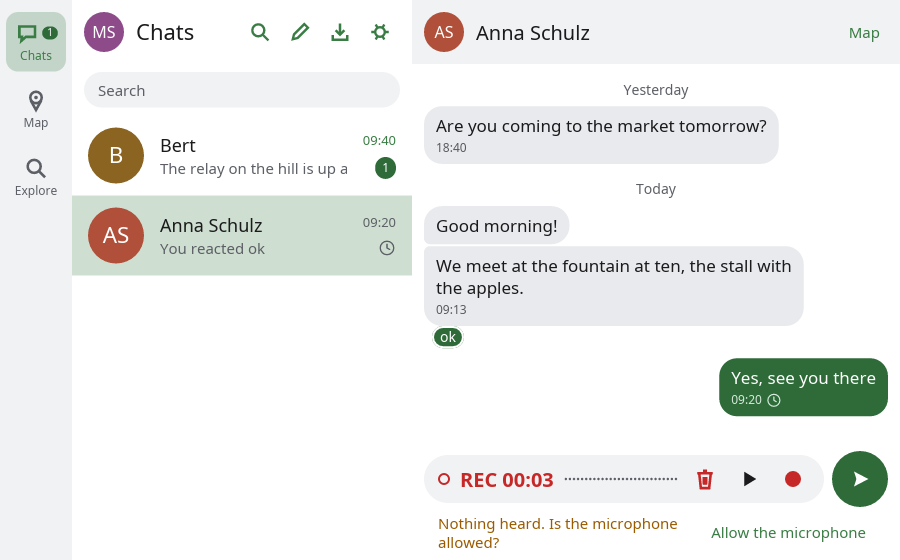 1
Chats
Map
Explore
MS
Chats
Search
B
Bert
09:40
The relay on the hill is up a
1
AS
Anna Schulz
09:20
You reacted ok
AS
Anna Schulz
Map
Yesterday
Are you coming to the market tomorrow?
18:40
Today
Good morning!
We meet at the fountain at ten, the stall with
the apples.
09:13
ok
Yes, see you there
09:20
REC 00:03
Nothing heard. Is the microphone
allowed?
Allow the microphone